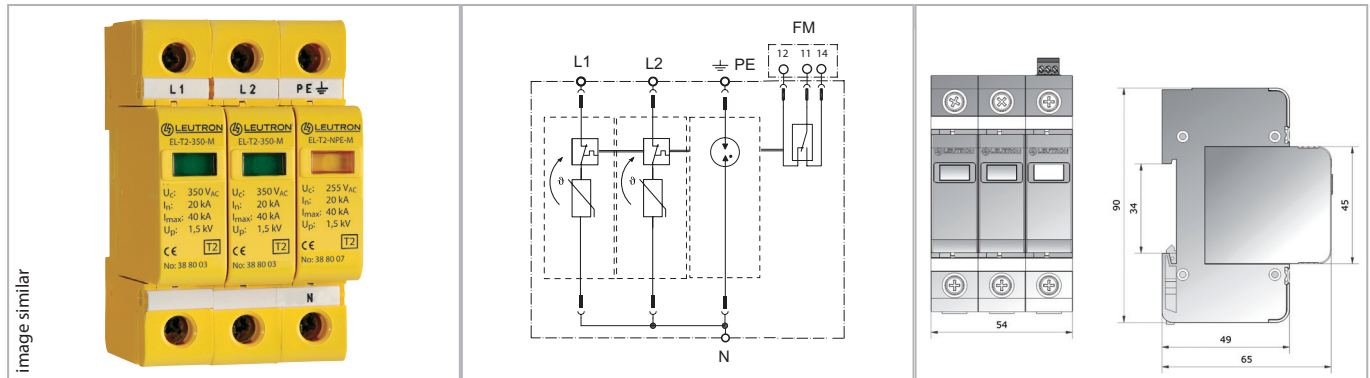 image similar
L1
L2
PE
LEUTRON
EL-T2-350-M
UC: 350 VAC
In: 20 kA
Imax: 40 kA
Up: 1,5 kV
CE T2
No: 38 80 03
LEUTRON
EL-T2-350-M
UC: 350 VAC
In: 20 kA
Imax: 40 kA
Up: 1,5 kV
CE T2
No: 38 80 03
LEUTRON
EL-T2-NPE-M
UC: 255 VAC
In: 20 kA
Imax: 40 kA
Up: 1,5 kV
CE T2
No: 38 80 07
N
FM
12 11 14
L1
L2
PE
ϑ
ϑ
N
LEUTRON
LEUTRON
LEUTRON
54
90
34
45
49
65